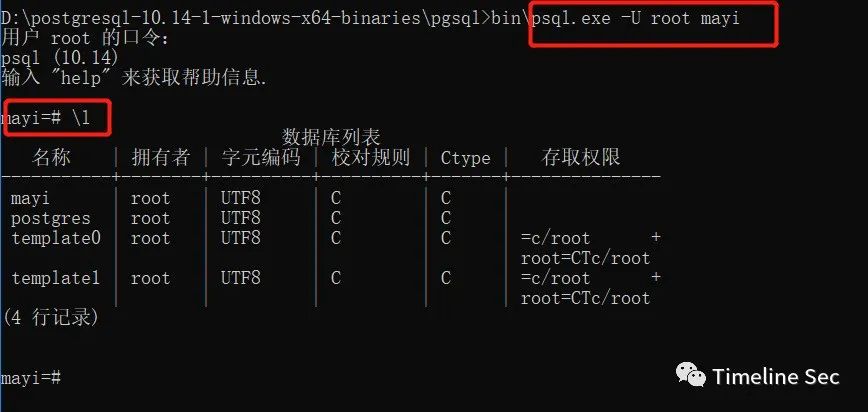 D:\postgresql-10.14-1-windows-x64-binaries\pgsql>bin\psql.exe -U root mayi
用户 root 的口令：
psql (10.14)
输入 "help" 来获取帮助信息.
mayi=# \l
数据库列表
名称 | 拥有者 | 字元编码 | 校对规则 | Ctype | 存取权限
-----------+--------+----------+----------+-------+---------------
mayi | root | UTF8 | C | C |
postgres | root | UTF8 | C | C |
template0 | root | UTF8 | C | C | =c/root +
| | | | | root=CTc/root
template1 | root | UTF8 | C | C | =c/root +
| | | | | root=CTc/root
(4 行记录)
mayi=#
Timeline Sec